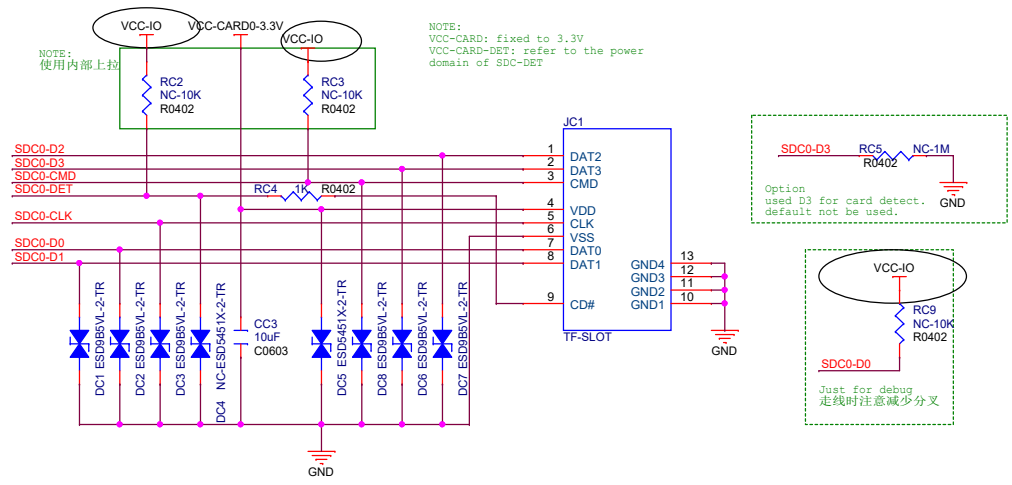 VCC-IO
VCC-CARD0-3.3V
VCC-IO
NOTE:
VCC-CARD: fixed to 3.3V
VCC-CARD-DET: refer to the power
domain of SDC-DET
NOTE:
使用内部上拉
RC2
NC-10K
R0402
RC3
NC-10K
R0402
JC1
SDC0-D2
SDC0-D3
SDC0-CMD
SDC0-DET
SDC0-CLK
SDC0-D0
SDC0-D1
RC4
1K
R0402
1
2
3
4
5
6
7
8
9
DAT2
DAT3
CMD
VDD
CLK
VSS
DAT0
DAT1
CD#
GND4
GND3
GND2
GND1
13
12
11
10
TF-SLOT
GND
DC1 ESD9B5VL-2-TR
DC2 ESD9B5VL-2-TR
DC3 ESD9B5VL-2-TR
DC4 NC-ESD5451X-2-TR
CC3
10uF
C0603
DC5 ESD5451X-2-TR
DC8 ESD9B5VL-2-TR
DC6 ESD9B5VL-2-TR
DC7 ESD9B5VL-2-TR
GND
SDC0-D3
RC5
NC-1M
R0402
GND
Option
used D3 for card detect.
default not be used.
VCC-IO
RC9
NC-10K
R0402
SDC0-D0
Just for debug
走线时注意减少分叉